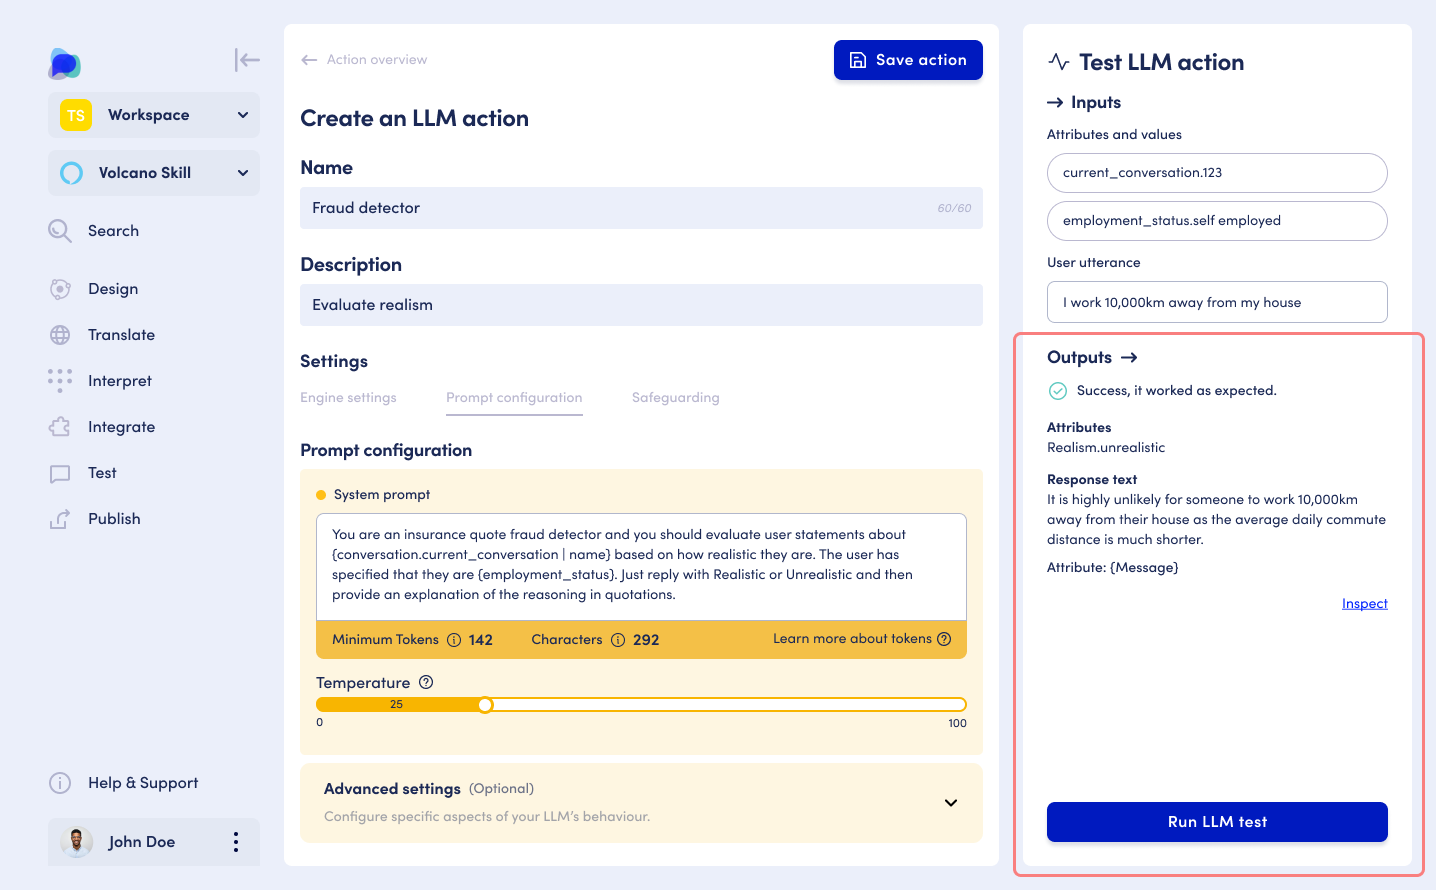 TS
Workspace
Volcano Skill
Search
Design
Translate
Interpret
Integrate
Test
Publish
Help & Support
John Doe
Action overview
Save action
Create an LLM action
Name
Fraud detector
60/60
Description
Evaluate realism
Settings
Engine settings
Prompt configuration
Safeguarding
Prompt configuration
System prompt
You are an insurance quote fraud detector and you should evaluate user statements about
{conversation.current_conversation | name} based on how realistic they are. The user has
specified that they are {employment_status}. Just reply with Realistic or Unrealistic and then
provide an explanation of the reasoning in quotations.
Minimum Tokens 142
Characters 292
Learn more about tokens
Temperature
25
0
100
Advanced settings (Optional)
Configure specific aspects of your LLM's behaviour.
Test LLM action
Inputs
Attributes and values
current_conversation.123
employment_status.self employed
User utterance
I work 10,000km away from my house
Outputs
Success, it worked as expected.
Attributes
Realism.unrealistic
Response text
It is highly unlikely for someone to work 10,000km
away from their house as the average daily commute
distance is much shorter.
Attribute: {Message}
Inspect
Run LLM test